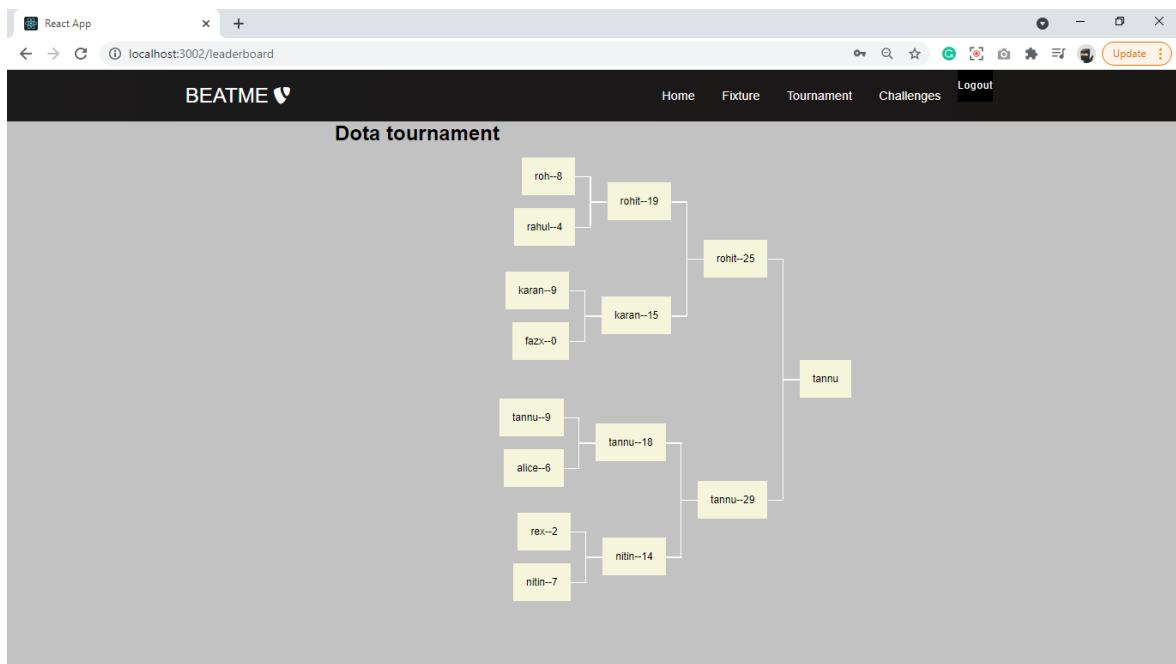 React App
localhost:3002/leaderboard
Update
BEATME
Home Fixture Tournament Challenges Logout
Dota tournament
roh--8
rohit--19
rahul--4
rohit--25
karan--9
karan--15
fazx--0
tannu
tannu--9
tannu--18
alice--6
tannu--29
rex--2
nitin--14
nitin--7